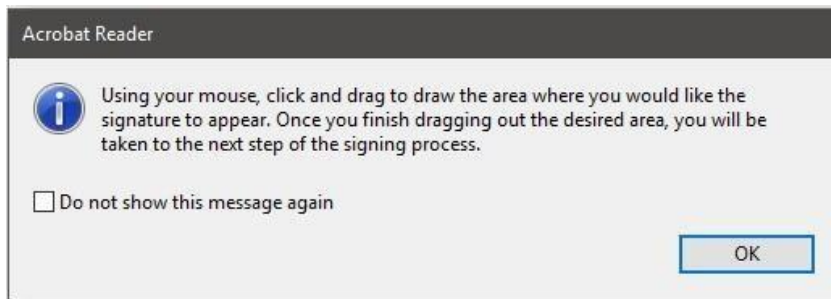 Acrobat Reader
Using your mouse, click and drag to draw the area where you would like the
signature to appear. Once you finish dragging out the desired area, you will be
taken to the next step of the signing process.
Do not show this message again
OK